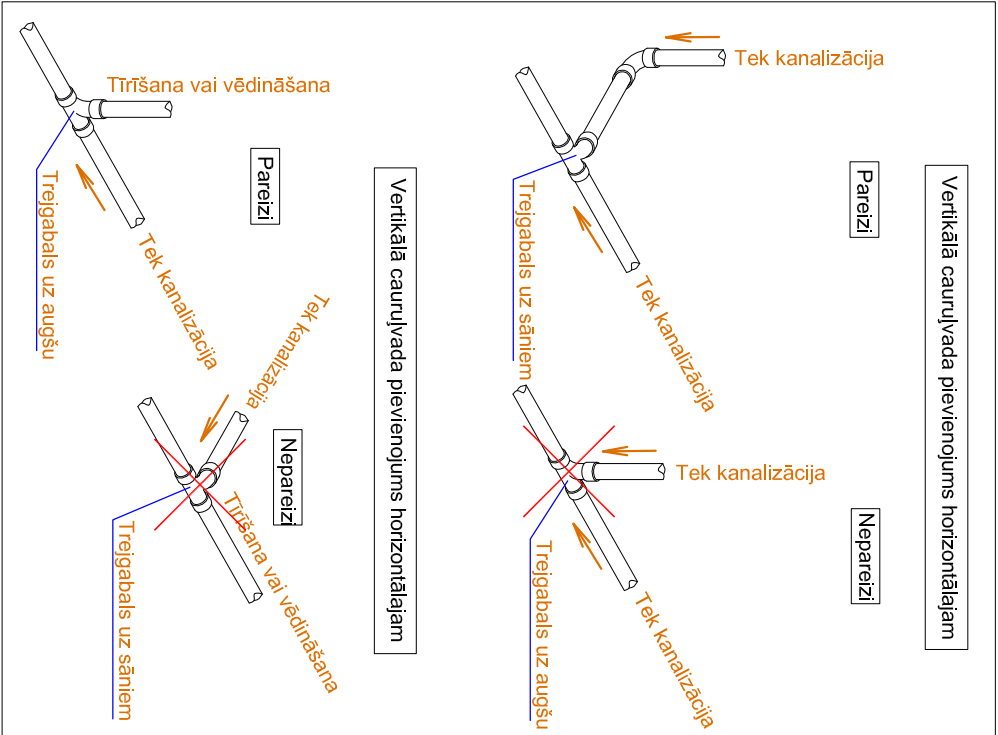 Vertikālā cauruļvada pievienojums horizontālajam
Pareizi
Nepareizi
Tek kanalizācija
Tek kanalizācija
Trejgabals uz sāniem
Tek kanalizācija
Tek kanalizācija
Trejgabals uz augšu
Vertikālā cauruļvada pievienojums horizontālajam
Pareizi
Nepareizi
Tīrīšana vai vēdināšana
Tek kanalizācija
Trejgabals uz augšu
Tek kanalizācija
Tīrīšana vai vēdināšana
Trejgabals uz sāniem